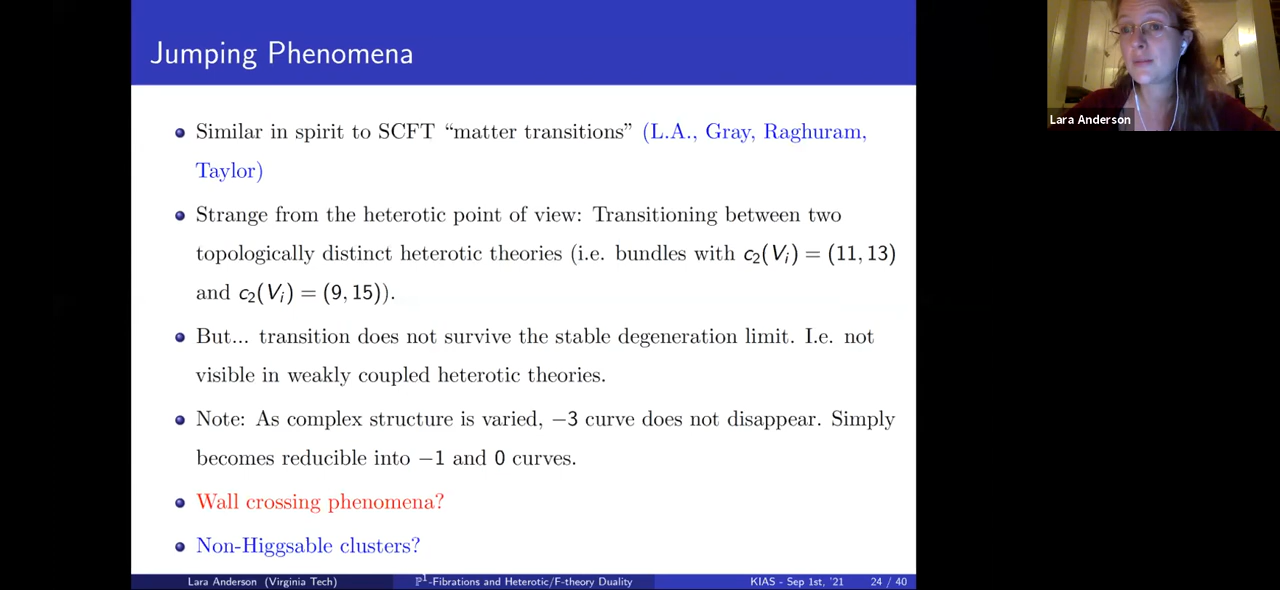 Jumping Phenomena
Similar in spirit to SCFT “matter transitions” (L.A., Gray, Raghuram,
Taylor)
Strange from the heterotic point of view: Transitioning between two
topologically distinct heterotic theories (i.e. bundles with c₂(Vᵢ) = (11, 13)
and c₂(Vᵢ) = (9, 15)).
But... transition does not survive the stable degeneration limit. I.e. not
visible in weakly coupled heterotic theories.
Note: As complex structure is varied, −3 curve does not disappear. Simply
becomes reducible into −1 and 0 curves.
Wall crossing phenomena?
Non-Higgsable clusters?
Lara Anderson (Virginia Tech) ℙ¹-Fibrations and Heterotic/F-theory Duality KIAS - Sep 1st, '21 24 / 40
Lara Anderson